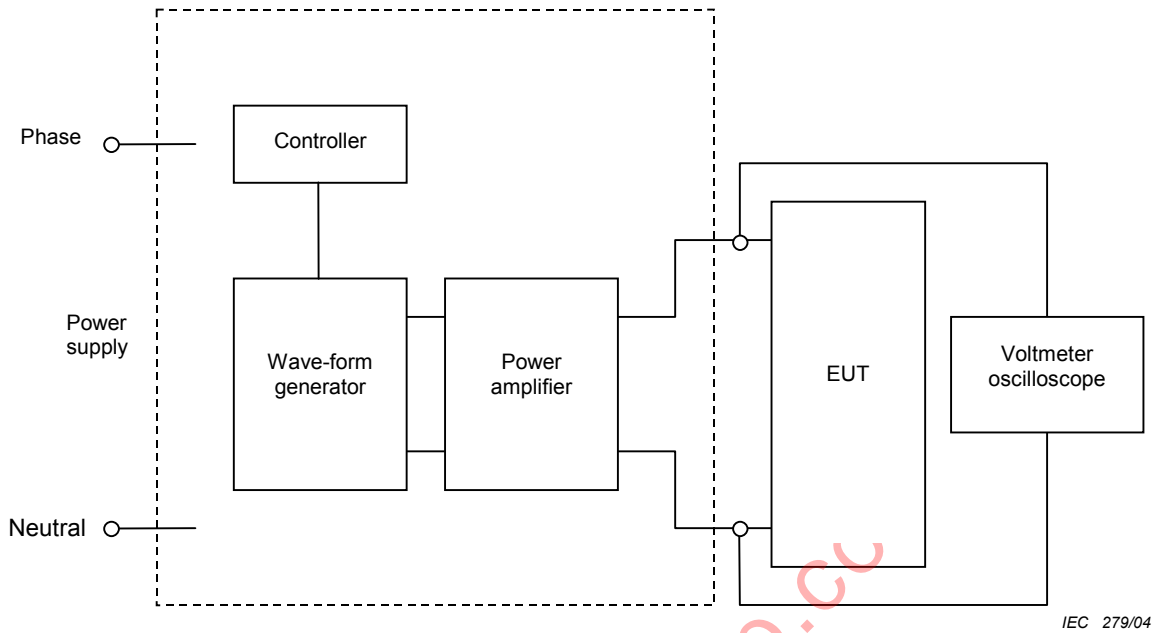 Phase
Controller
Power
supply
Wave-form
generator
Power
amplifier
EUT
Voltmeter
oscilloscope
Neutral
IEC 279/04